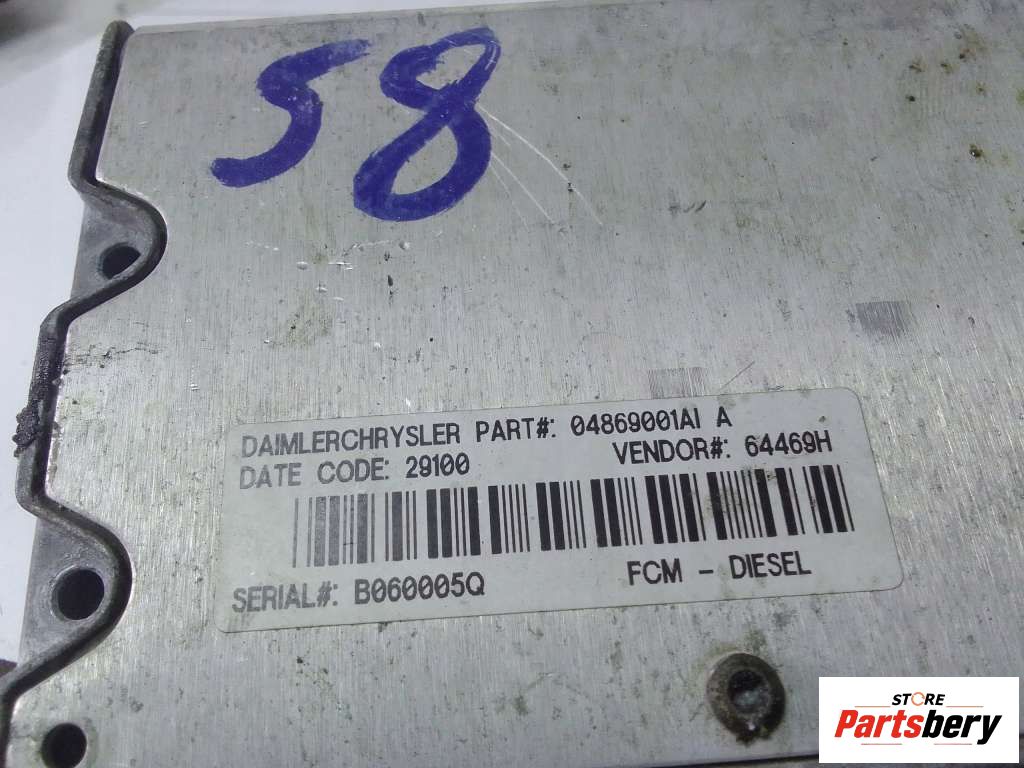 58
DAIMLERCHRYSLER PART#: 04869001AI A
DATE CODE: 29100 VENDOR#: 64469H
SERIAL#: B060005Q FCM - DIESEL
STORE
Partsbery